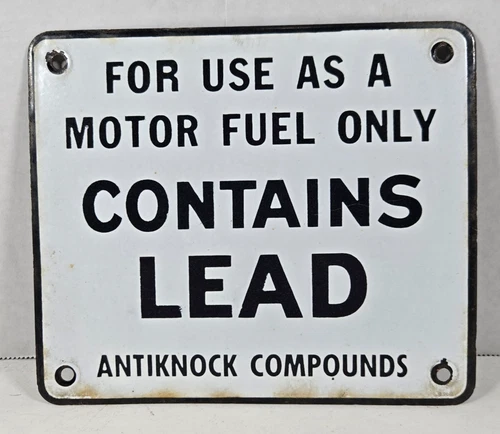 FOR USE AS A
MOTOR FUEL ONLY
CONTAINS
LEAD
ANTIKNOCK COMPOUNDS